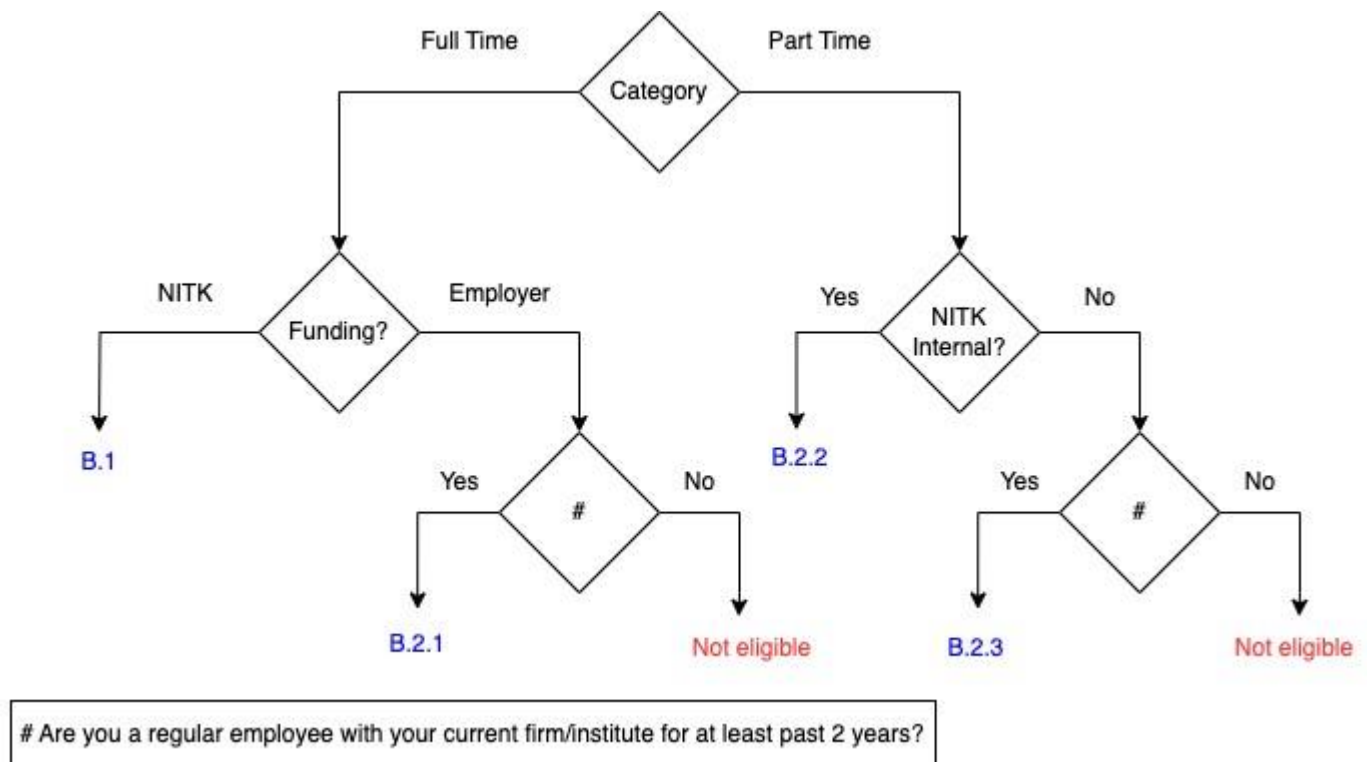 Full Time
Part Time
Category
NITK
Employer
Yes
No
Funding?
NITK
Internal?
B.1
B.2.2
Yes
No
Yes
No
#
#
B.2.1
Not eligible
B.2.3
Not eligible
# Are you a regular employee with your current firm/institute for at least past 2 years?